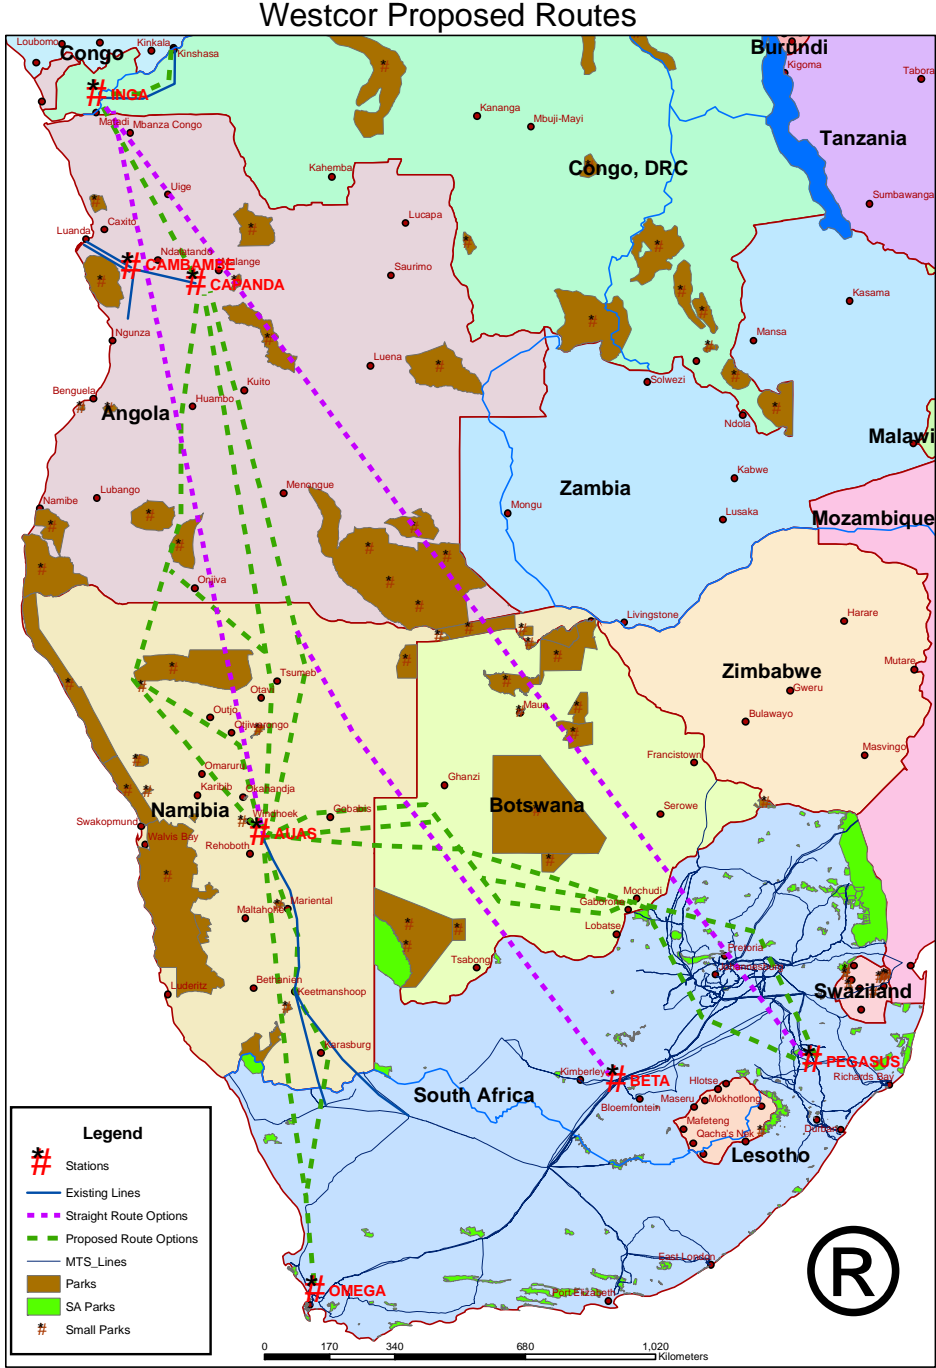 Westcor Proposed Routes
Loubomo
Kinkala
Congo
Kinshasa
Burundi
Kigoma
Tabora
INGA
Matadi
Mbanza Congo
Kananga
Mbuji-Mayi
Tanzania
Kahemba
Congo, DRC
Uige
Sumbawanga
Lucapa
Caxito
Luanda
Ndalatando
CAMBAMBE
Malange
Saurimo
CAPANDA
Kasama
Ngunza
Mansa
Luena
Kuito
Solwezi
Benguela
Huambo
Angola
Ndola
Malawi
Kabwe
Lubango
Menongue
Zambia
Namibe
Mongu
Lusaka
Mozambique
Onjiva
Livingstone
Harare
Zimbabwe
Mutare
Tsumeb
Otavi
Gweru
Outjo
Maun
Otjiwarongo
Bulawayo
Masvingo
Francistown
Omaruru
Karibib
Okahandja
Ghanzi
Namibia
Windhoek
Gobabis
Botswana
Serowe
Swakopmund
AUAS
Walvis Bay
Rehoboth
Mochudi
Mariental
Gaborone
Maltahohe
Lobatse
Pretoria
Tsabong
Johannesburg
Bethanien
Luderitz
Keetmanshoop
Swaziland
Karasburg
PEGASUS
Kimberley
BETA
Richards Bay
South Africa
Hlotse
Maseru
Mokhotlong
Bloemfontein
Mafeteng
Durban
Qacha's Nek
Lesotho
Legend
Stations
Existing Lines
Straight Route Options
Proposed Route Options
MTS_Lines
Parks
SA Parks
Small Parks
East London
Port Elizabeth
OMEGA
R
0 170 340 680 1,020
Kilometers